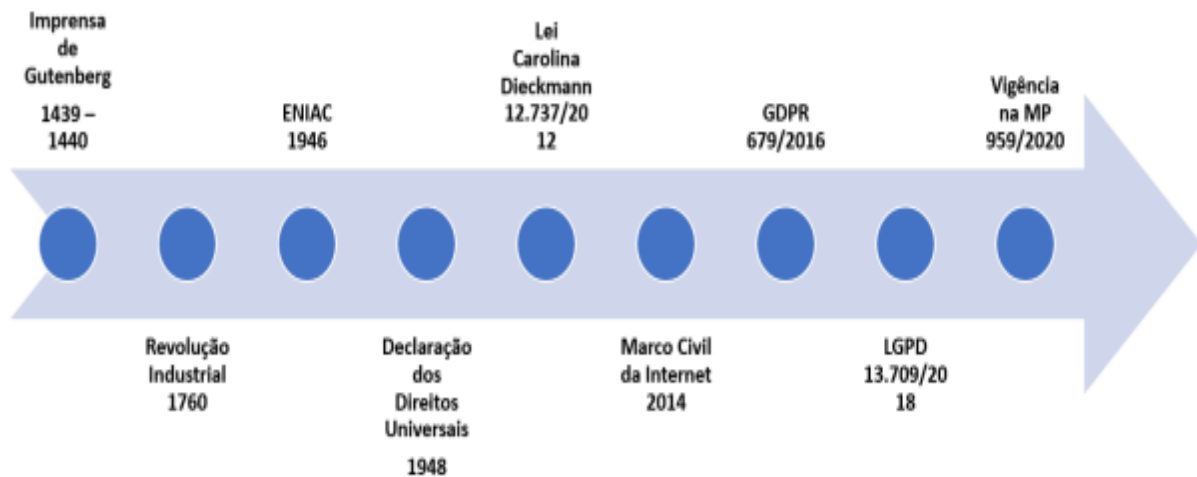 Imprensa
de
Gutenberg
1439 –
1440
Revolução
Industrial
1760
ENIAC
1946
Declaração
dos
Direitos
Universais
1948
Lei
Carolina
Dieckmann
12.737/20
12
Marco Civil
da Internet
2014
GDPR
679/2016
LGPD
13.709/20
18
Vigência
na MP
959/2020